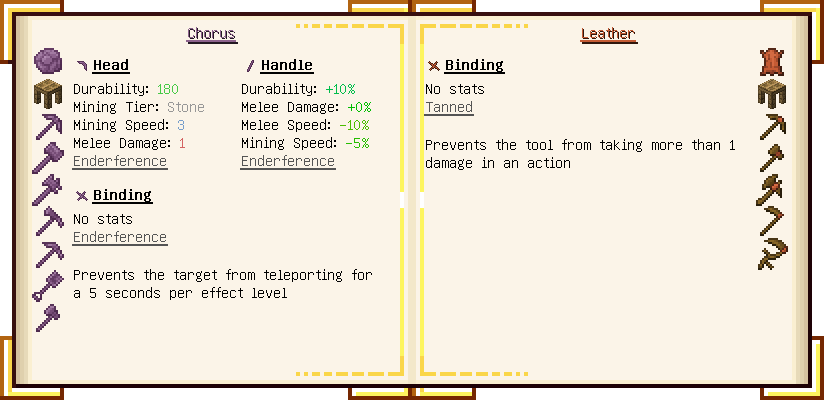 Chorus
Head
Durability: 180
Mining Tier: Stone
Mining Speed: 3
Melee Damage: 1
Enderference
Handle
Durability: +10%
Melee Damage: +0%
Melee Speed: -10%
Mining Speed: -5%
Enderference
Binding
No stats
Enderference
Prevents the target from teleporting for
a 5 seconds per effect level
Leather
Binding
No stats
Tanned
Prevents the tool from taking more than 1
damage in an action